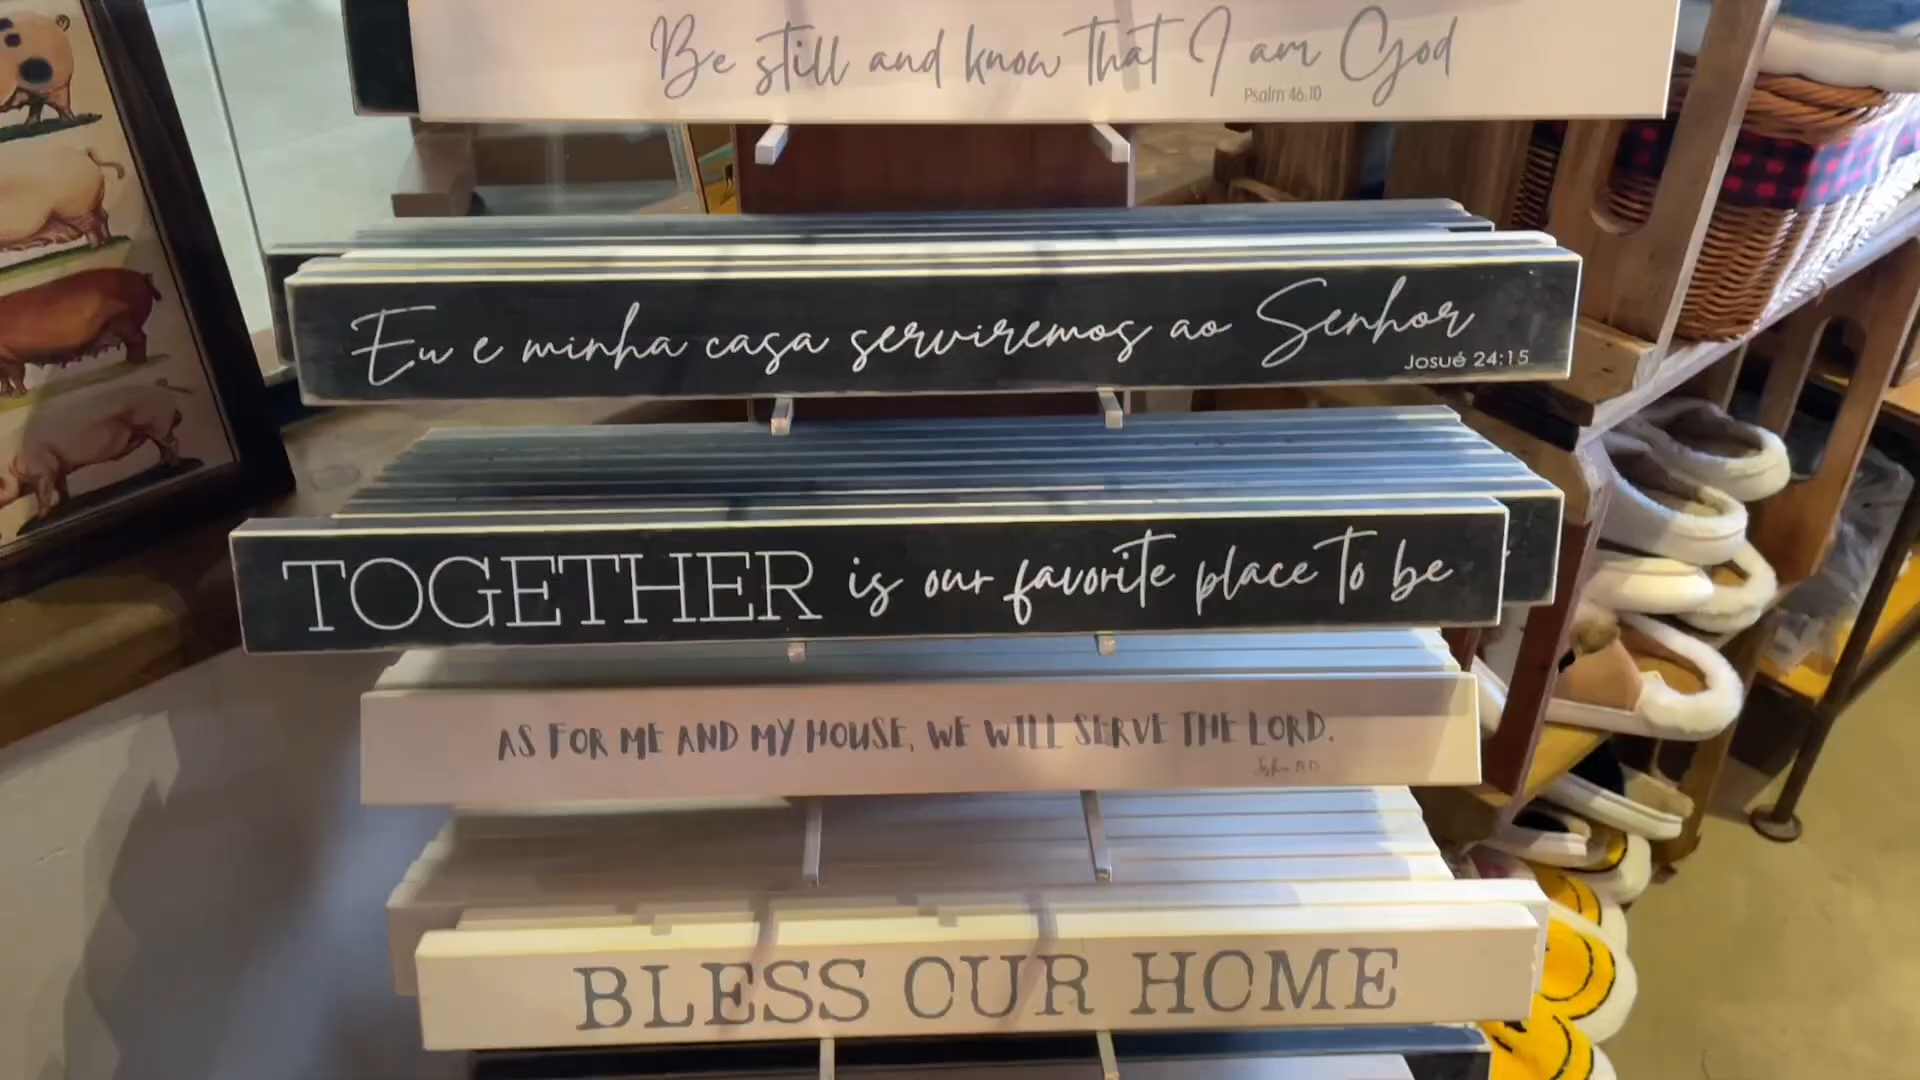 Be still and know that I am God
Psalm 46:10
Eu e minha casa serviremos ao Senhor
Josué 24:15
TOGETHER is our favorite place to be
AS FOR ME AND MY HOUSE, WE WILL SERVE THE LORD.
BLESS OUR HOME